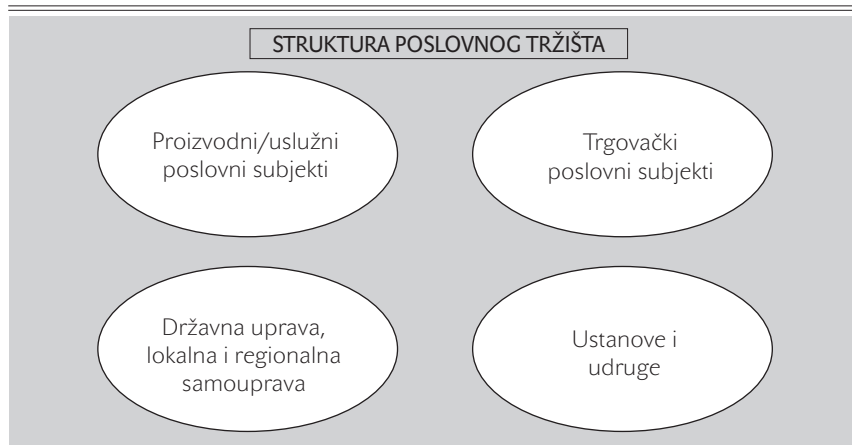 STRUKTURA POSLOVNOG TRŽIŠTA
Proizvodni/uslužni
poslovni subjekti
Trgovački
poslovni subjekti
Državna uprava,
lokalna i regionalna
samouprava
Ustanove i
udruge